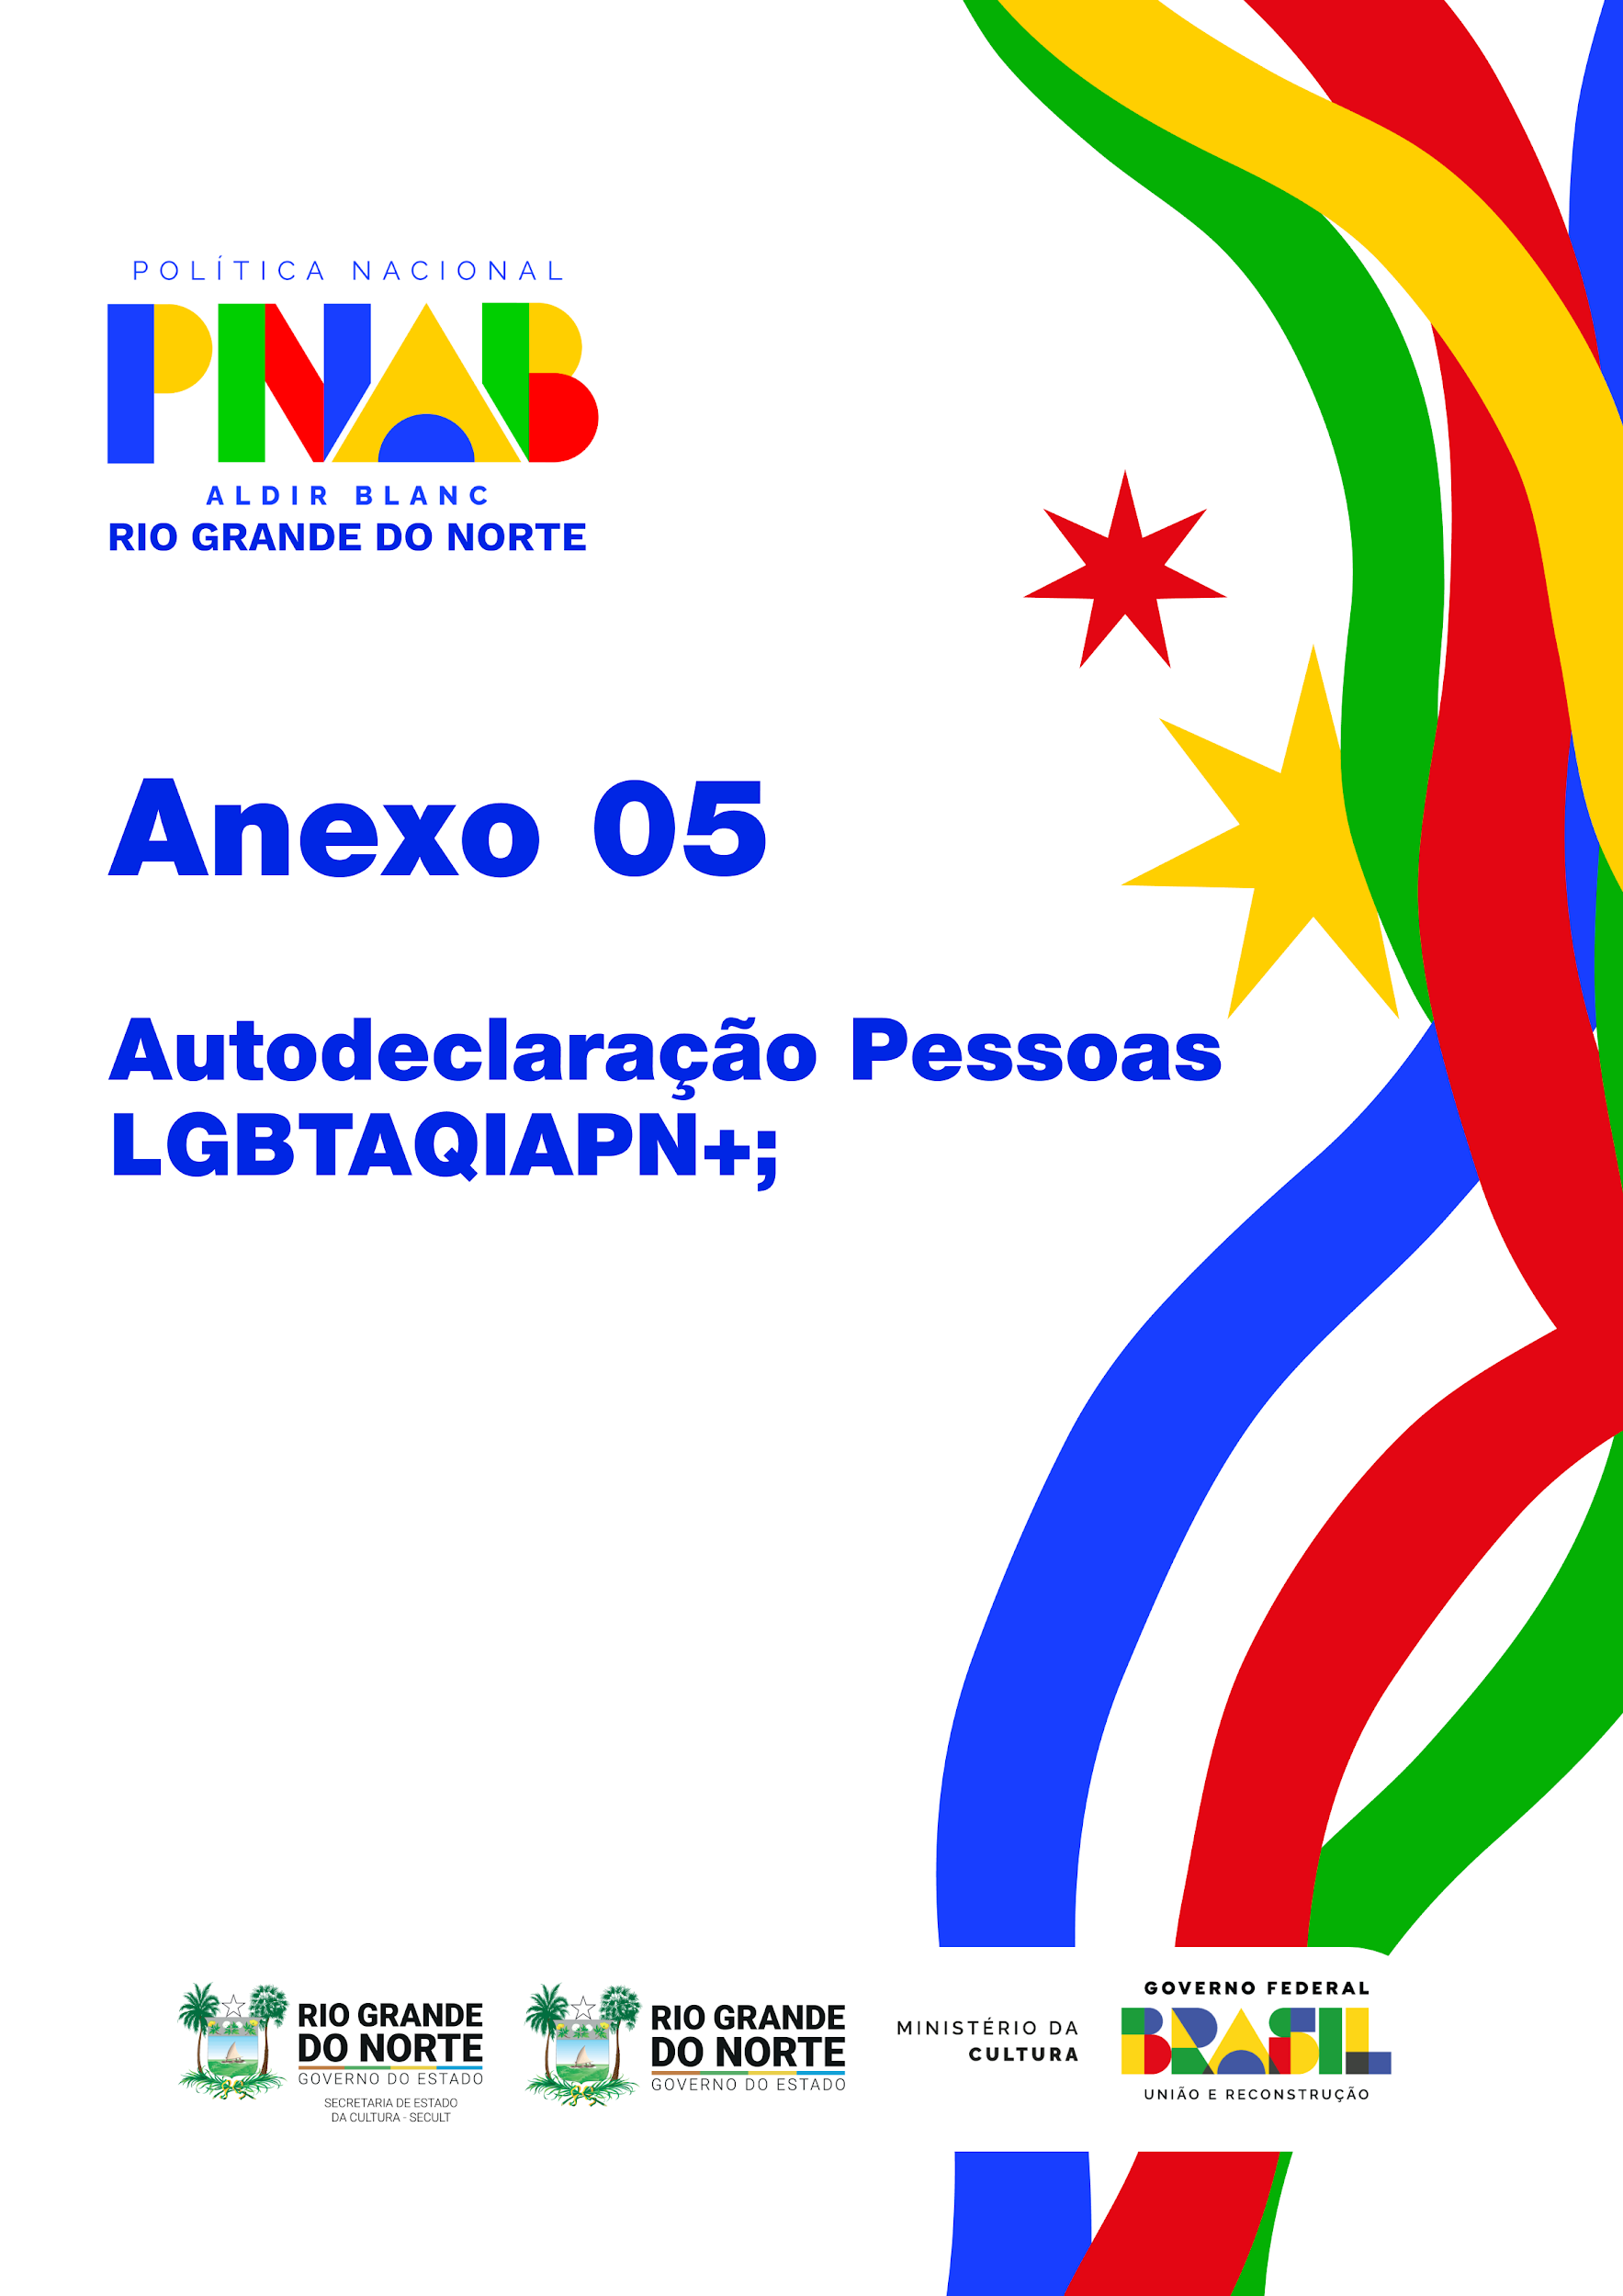 POLÍTICA NACIONAL
PNAB
ALDIR BLANC
RIO GRANDE DO NORTE
Anexo 05
Autodeclaração Pessoas
LGBTAQIAPN+;
RIO GRANDE
DO NORTE
GOVERNO DO ESTADO
SECRETARIA DE ESTADO
DA CULTURA - SECULT
RIO GRANDE
DO NORTE
GOVERNO DO ESTADO
MINISTÉRIO DA
CULTURA
GOVERNO FEDERAL
BRASIL
UNIÃO E RECONSTRUÇÃO